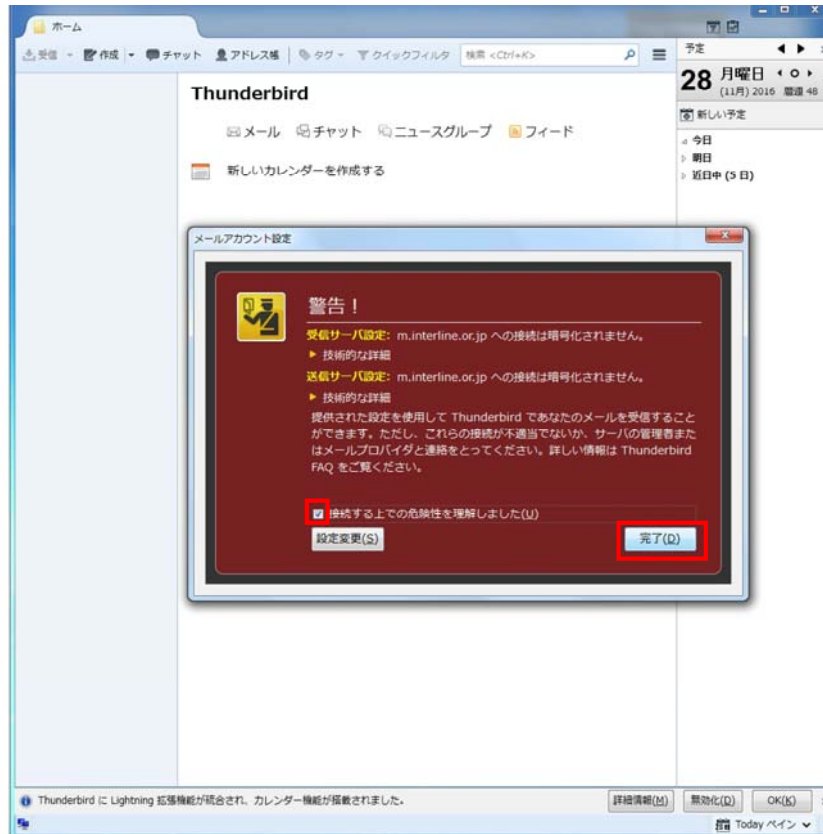 ホーム
受信 作成 チャット アドレス帳 タグ クイックフィルタ 検索 <Ctrl+K>
予定
28 月曜日
(11月) 2016 暦週 48
新しい予定
今日
明日
近日中 (5 日)
Thunderbird
メール チャット ニュースグループ フィード
新しいカレンダーを作成する
メールアカウント設定
警告！
受信サーバ設定: m.interline.or.jp への接続は暗号化されません。
技術的な詳細
送信サーバ設定: m.interline.or.jp への接続は暗号化されません。
技術的な詳細
提供された設定を使用して Thunderbird であなたのメールを受信すること
ができます。ただし、これらの接続が不適当でないか、サーバの管理者また
はメールプロバイダと連絡をとってください。詳しい情報は Thunderbird
FAQ をご覧ください。
接続する上での危険性を理解しました(U)
設定変更(S) 完了(D)
Thunderbird に Lightning 拡張機能が統合され、カレンダー機能が搭載されました。 詳細情報(M) 無効化(D) OK(K)
Today ペイン